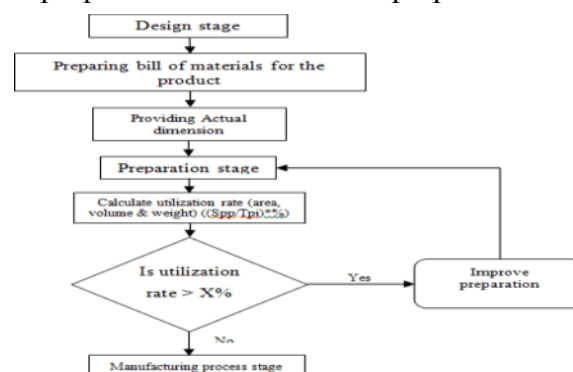 Design stage
Preparing bill of materials for the
product
Providing Actual
dimension
Preparation stage
Calculate utilization rate (area,
volume & weight) ((Spp/Tpi)*%)
Is utilization
rate > X%
Yes
Improve
preparation
No
Manufacturing process stage